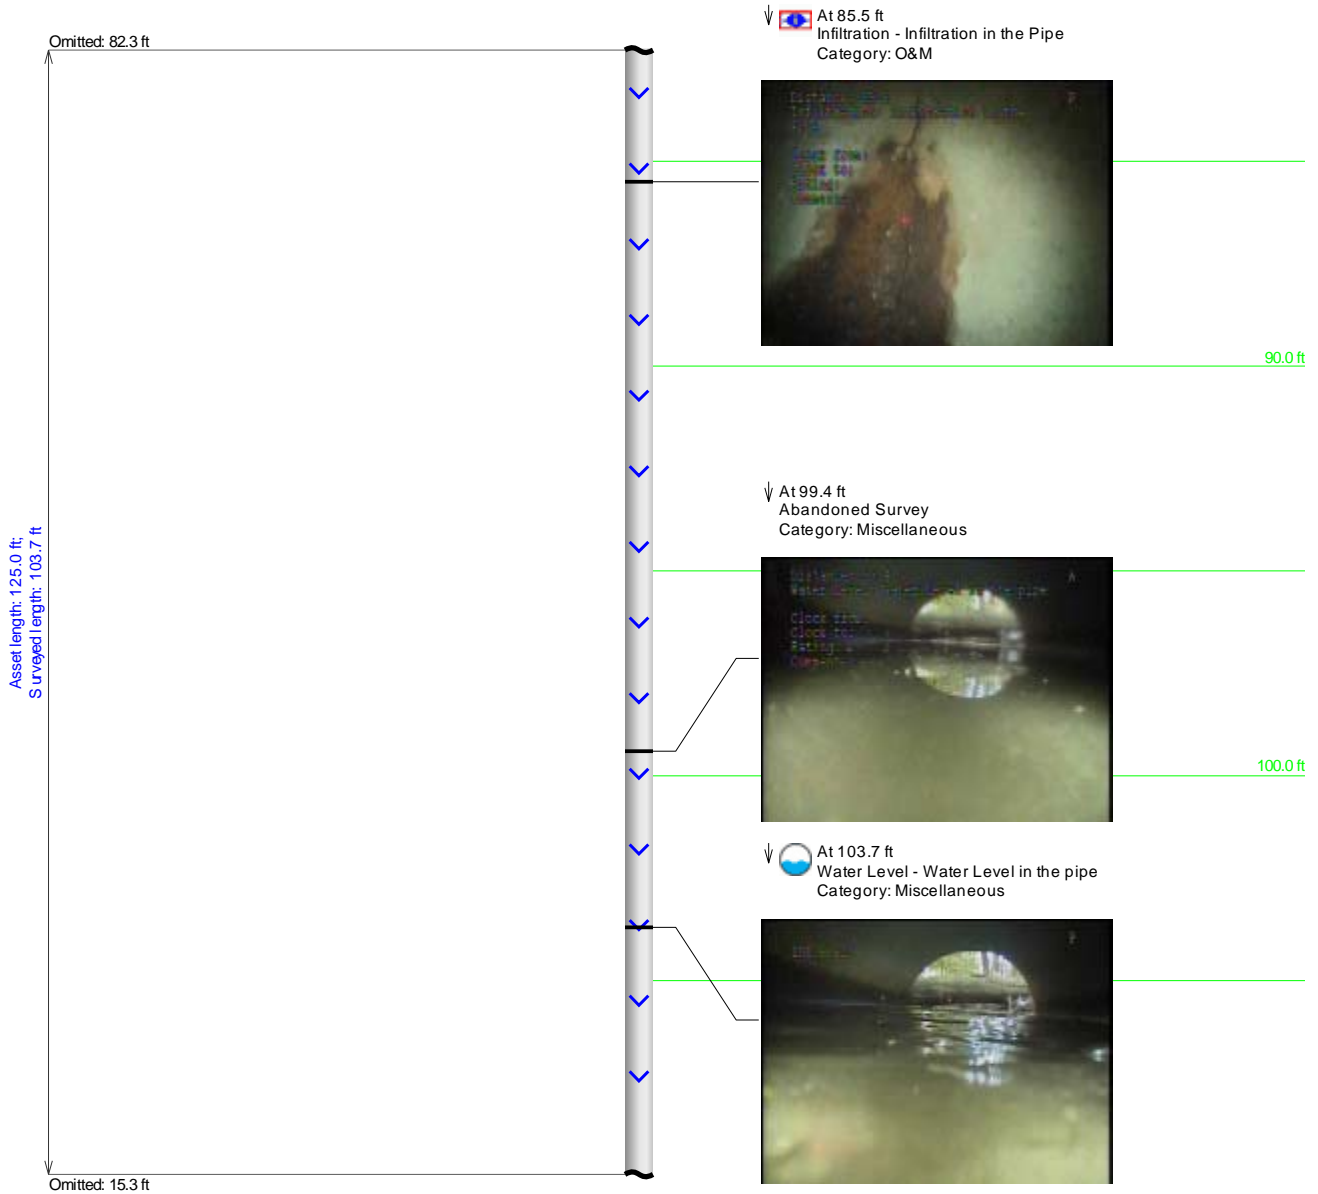 At 85.5 ft
Infiltration - Infiltration in the Pipe
Category: O&M
Omitted: 82.3 ft
90.0 ft
At 99.4 ft
Abandoned Survey
Category: Miscellaneous
Asset length: 125.0 ft;
Surveyed length: 103.7 ft
100.0 ft
At 103.7 ft
Water Level - Water Level in the pipe
Category: Miscellaneous
Omitted: 15.3 ft